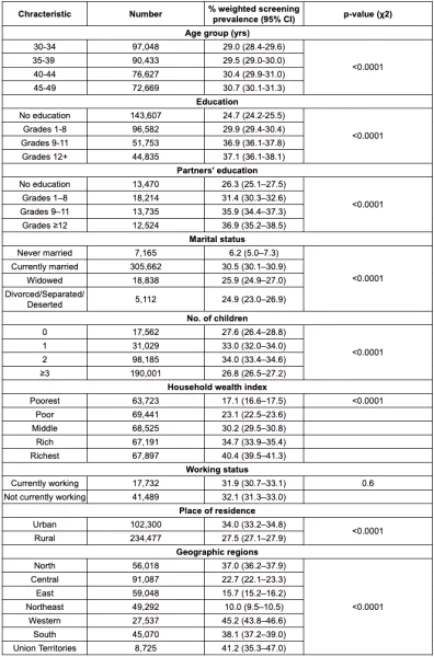 Chracteristic Number % weighted screening prevalence (95% CI) p-value (χ2)
Age group (yrs)
30-34 97,048 29.0 (28.4-29.6) <0.0001
35-39 90,433 29.5 (29.0-30.0)
40-44 76,627 30.4 (29.9-31.0)
45-49 72,669 30.7 (30.1-31.3)
Education
No education 143,607 24.7 (24.2-25.5) <0.0001
Grades 1-8 96,582 29.9 (29.4-30.4)
Grades 9-11 51,753 36.9 (36.1-37.8)
Grades 12+ 44,835 37.1 (36.1-38.1)
Partners' education
No education 13,470 26.3 (25.1–27.5) <0.0001
Grades 1–8 18,214 31.4 (30.3–32.6)
Grades 9–11 13,735 35.9 (34.4–37.3)
Grades ≥12 12,524 36.9 (35.2–38.5)
Marital status
Never married 7,165 6.2 (5.0–7.3) <0.0001
Currently married 305,662 30.5 (30.1–30.9)
Widowed 18,838 25.9 (24.9–27.0)
Divorced/Separated/ Deserted 5,112 24.9 (23.0–26.9)
No. of children
0 17,562 27.6 (26.4–28.8) <0.0001
1 31,029 33.0 (32.0–34.0)
2 98,185 34.0 (33.4–34.6)
≥3 190,001 26.8 (26.5–27.2)
Household wealth index
Poorest 63,723 17.1 (16.6–17.5) <0.0001
Poor 69,441 23.1 (22.5–23.6)
Middle 68,525 30.2 (29.5–30.8)
Rich 67,191 34.7 (33.9–35.4)
Richest 67,897 40.4 (39.5–41.3)
Working status
Currently working 17,732 31.9 (30.7–33.1) 0.6
Not currently working 41,489 32.1 (31.3–33.0)
Place of residence
Urban 102,300 34.0 (33.2–34.8) <0.0001
Rural 234,477 27.5 (27.1–27.9)
Geographic regions
North 56,018 37.0 (36.2–37.9) <0.0001
Central 91,087 22.7 (22.1–23.3)
East 59,048 15.7 (15.2–16.2)
Northeast 49,292 10.0 (9.5–10.5)
Western 27,537 45.2 (43.8–46.6)
South 45,070 38.1 (37.2–39.0)
Union Territories 8,725 41.2 (35.3–47.0)